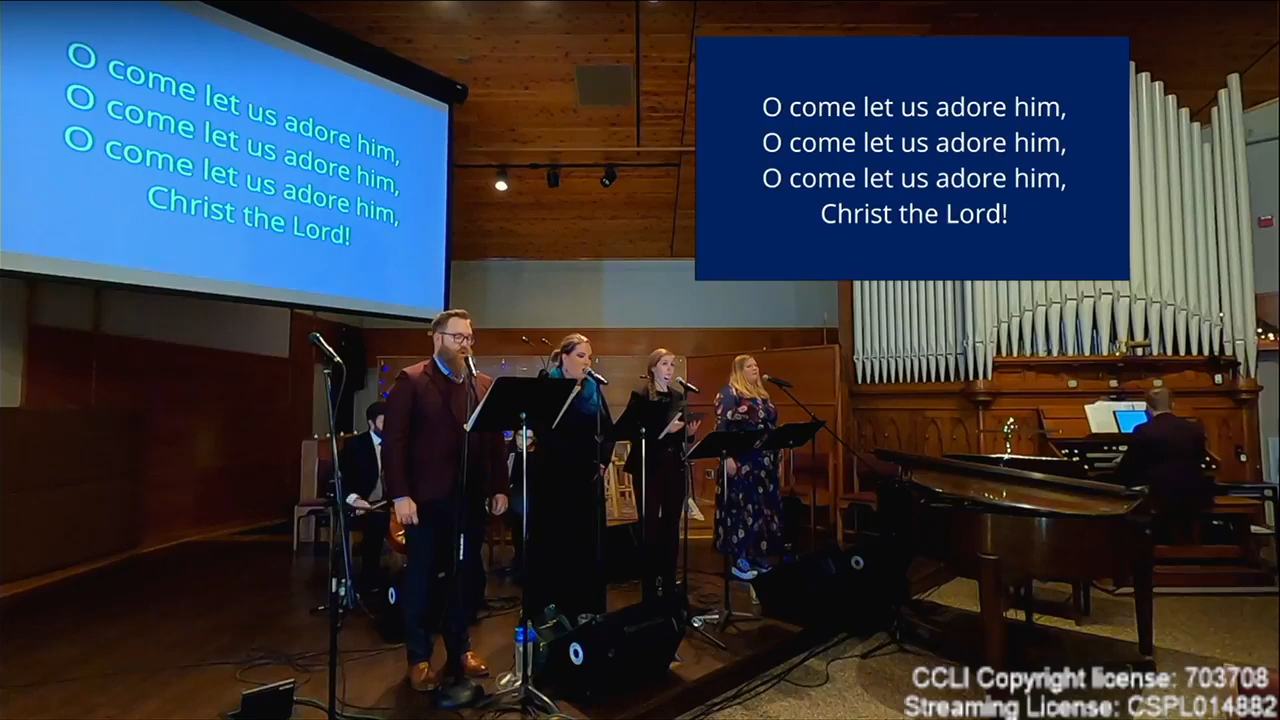 O come let us adore him,
O come let us adore him,
O come let us adore him,
Christ the Lord!
O come let us adore him,
O come let us adore him,
O come let us adore him,
Christ the Lord!
CCLI Copyright license: 703708
Streaming License: CSPL014882